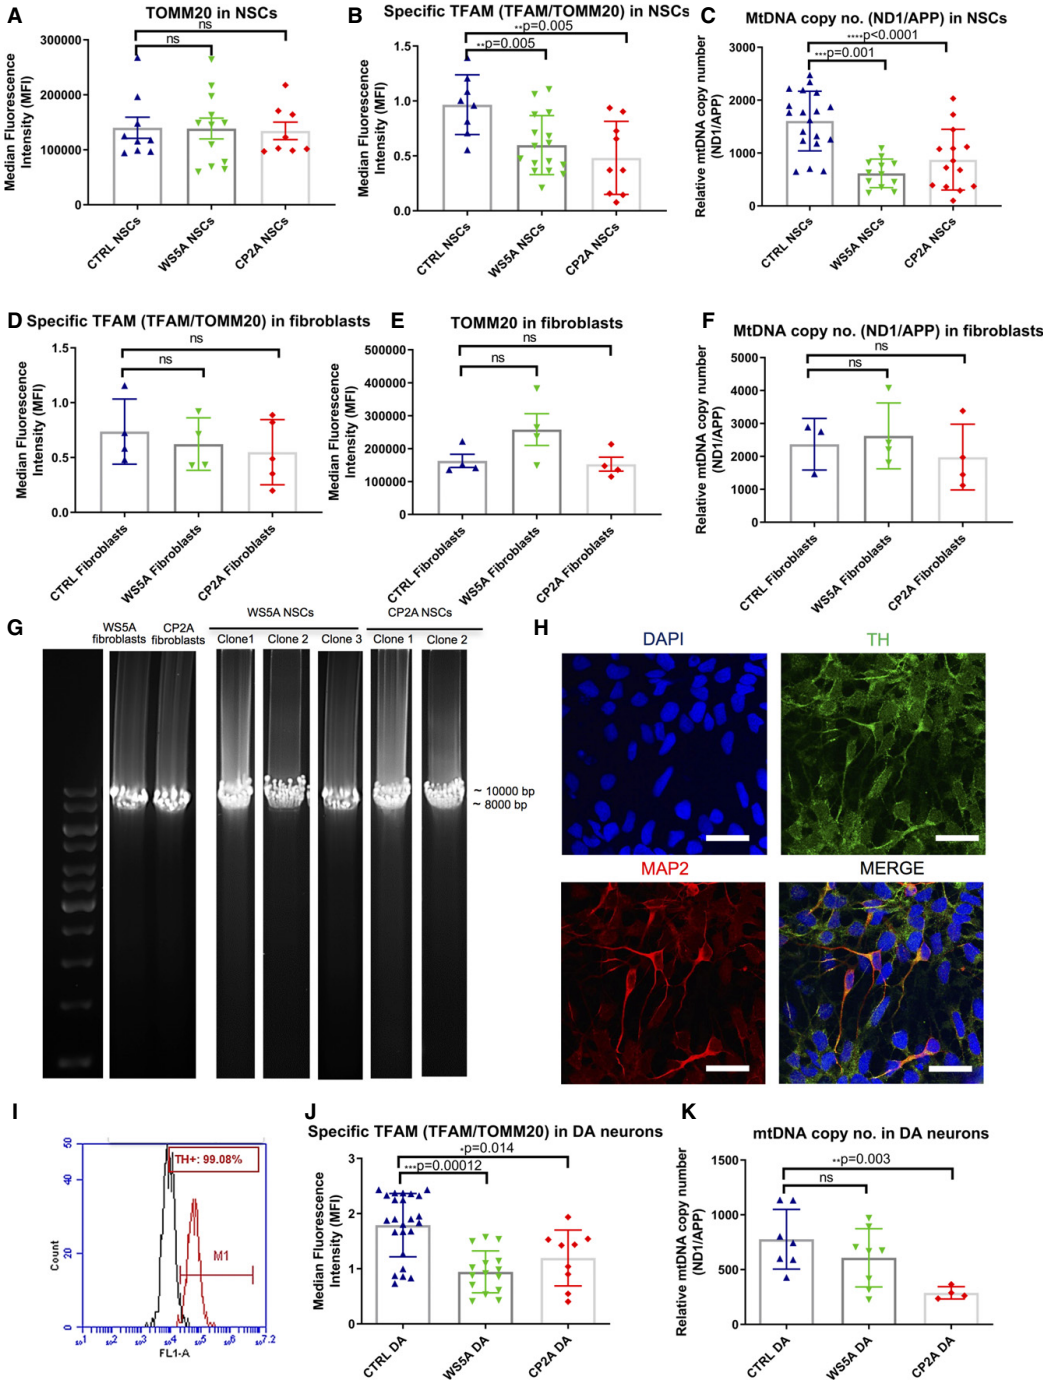 A
TOMM20 in NSCs
ns
ns
Median Fluorescence
Intensity (MFI)
300000
200000
100000
0
CTRL NSCs
WS5A NSCs
CP2A NSCs
B
Specific TFAM (TFAM/TOMM20) in NSCs
**p=0.005
**p=0.005
Median Fluorescence
Intensity (MFI)
1.5
1.0
0.5
0.0
CTRL NSCs
WS5A NSCs
CP2A NSCs
C
MtDNA copy no. (ND1/APP) in NSCs
****p<0.0001
***p=0.001
Relative mtDNA copy number
(ND1/APP)
3000
2000
1000
0
CTRL NSCs
WS5A NSCs
CP2A NSCs
D
Specific TFAM (TFAM/TOMM20) in fibroblasts
ns
ns
Median Fluorescence
Intensity (MFI)
1.5
1.0
0.5
0.0
CTRL Fibroblasts
WS5A Fibroblasts
CP2A Fibroblasts
E
TOMM20 in fibroblasts
ns
ns
Median Fluorescence
Intensity (MFI)
500000
400000
300000
200000
100000
0
CTRL Fibroblasts
WS5A Fibroblasts
CP2A Fibroblasts
F
MtDNA copy no. (ND1/APP) in fibroblasts
ns
ns
Relative mtDNA copy number
(ND1/APP)
5000
4000
3000
2000
1000
0
CTRL Fibroblasts
WS5A Fibroblasts
CP2A Fibroblasts
G
WS5A
fibroblasts
CP2A
fibroblasts
WS5A NSCs
CP2A NSCs
Clone1
Clone 2
Clone 3
Clone 1
Clone 2
~ 10000 bp
~ 8000 bp
H
DAPI
TH
MAP2
MERGE
I
TH+: 99.08%
M1
Count
50
40
20
0
FL1-A
J
Specific TFAM (TFAM/TOMM20) in DA neurons
*p=0.014
***p=0.00012
Median Fluorescence
Intensity (MFI)
3
2
1
0
CTRL DA
WS5A DA
CP2A DA
K
mtDNA copy no. in DA neurons
**p=0.003
ns
Relative mtDNA copy number
(ND1/APP)
1500
1000
500
0
CTRL DA
WS5A DA
CP2A DA